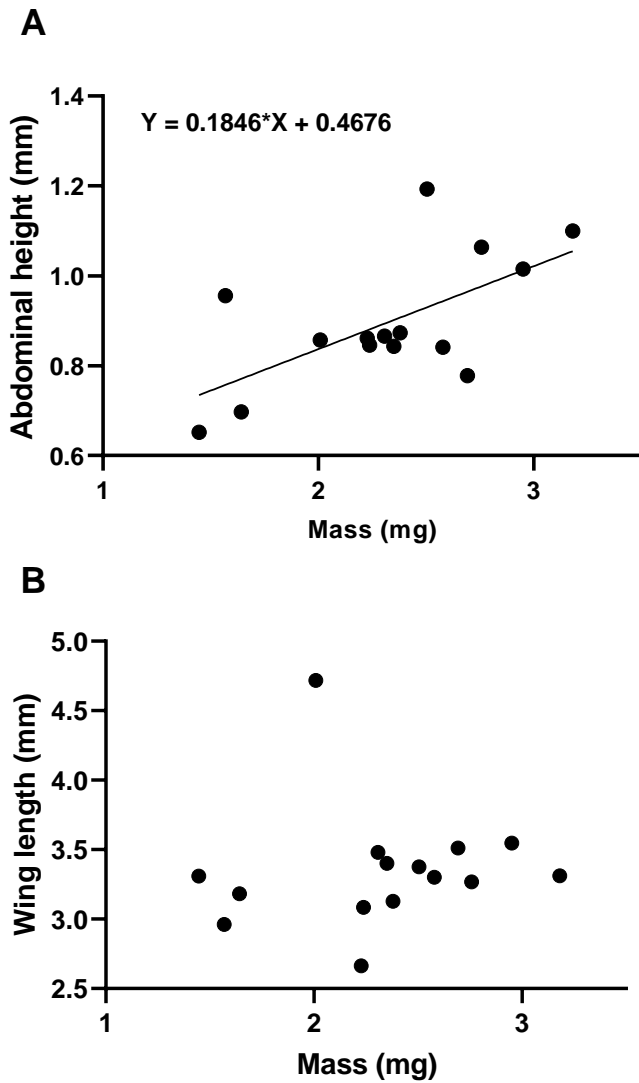 A
Y = 0.1846*X + 0.4676
Abdominal height (mm)
1.4
1.2
1.0
0.8
0.6
1 2 3
Mass (mg)
B
Wing length (mm)
5.0
4.5
4.0
3.5
3.0
2.5
1 2 3
Mass (mg)